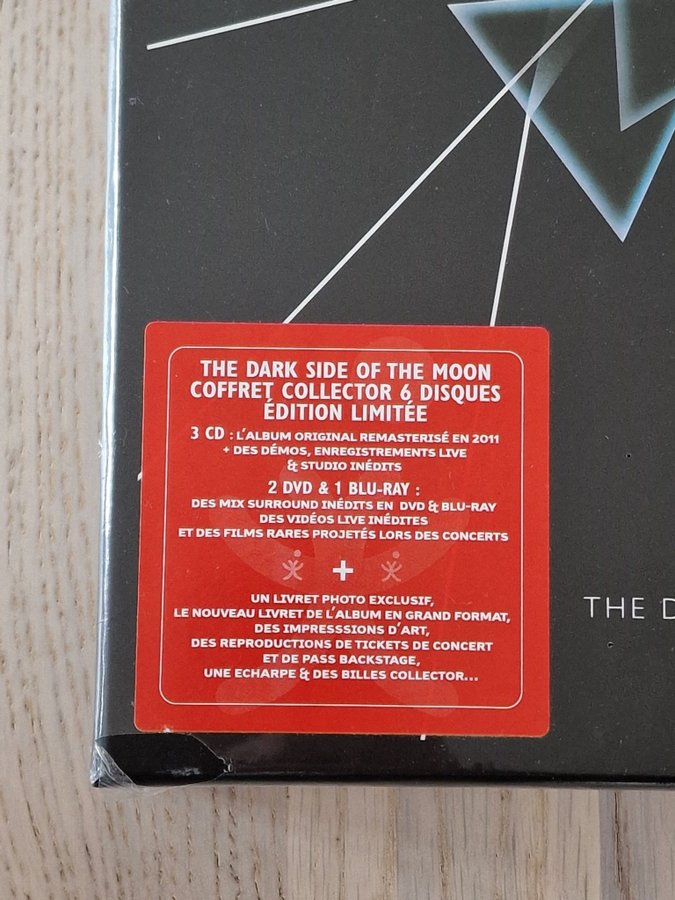 THE DARK SIDE OF THE MOON
COFFRET COLLECTOR 6 DISQUES
ÉDITION LIMITÉE
3 CD : L'ALBUM ORIGINAL REMASTERISÉ EN 2011
+ DES DÉMOS, ENREGISTREMENTS LIVE
& STUDIO INÉDITS
2 DVD & 1 BLU-RAY :
DES MIX SURROUND INÉDITS EN DVD & BLU-RAY
DES VIDÉOS LIVE INÉDITES
ET DES FILMS RARES PROJETÉS LORS DES CONCERTS
+
UN LIVRET PHOTO EXCLUSIF,
LE NOUVEAU LIVRET DE L'ALBUM EN GRAND FORMAT,
DES IMPRESSSIONS D'ART,
DES REPRODUCTIONS DE TICKETS DE CONCERT
ET DE PASS BACKSTAGE,
UNE ECHARPE & DES BILLES COLLECTOR...
THE D